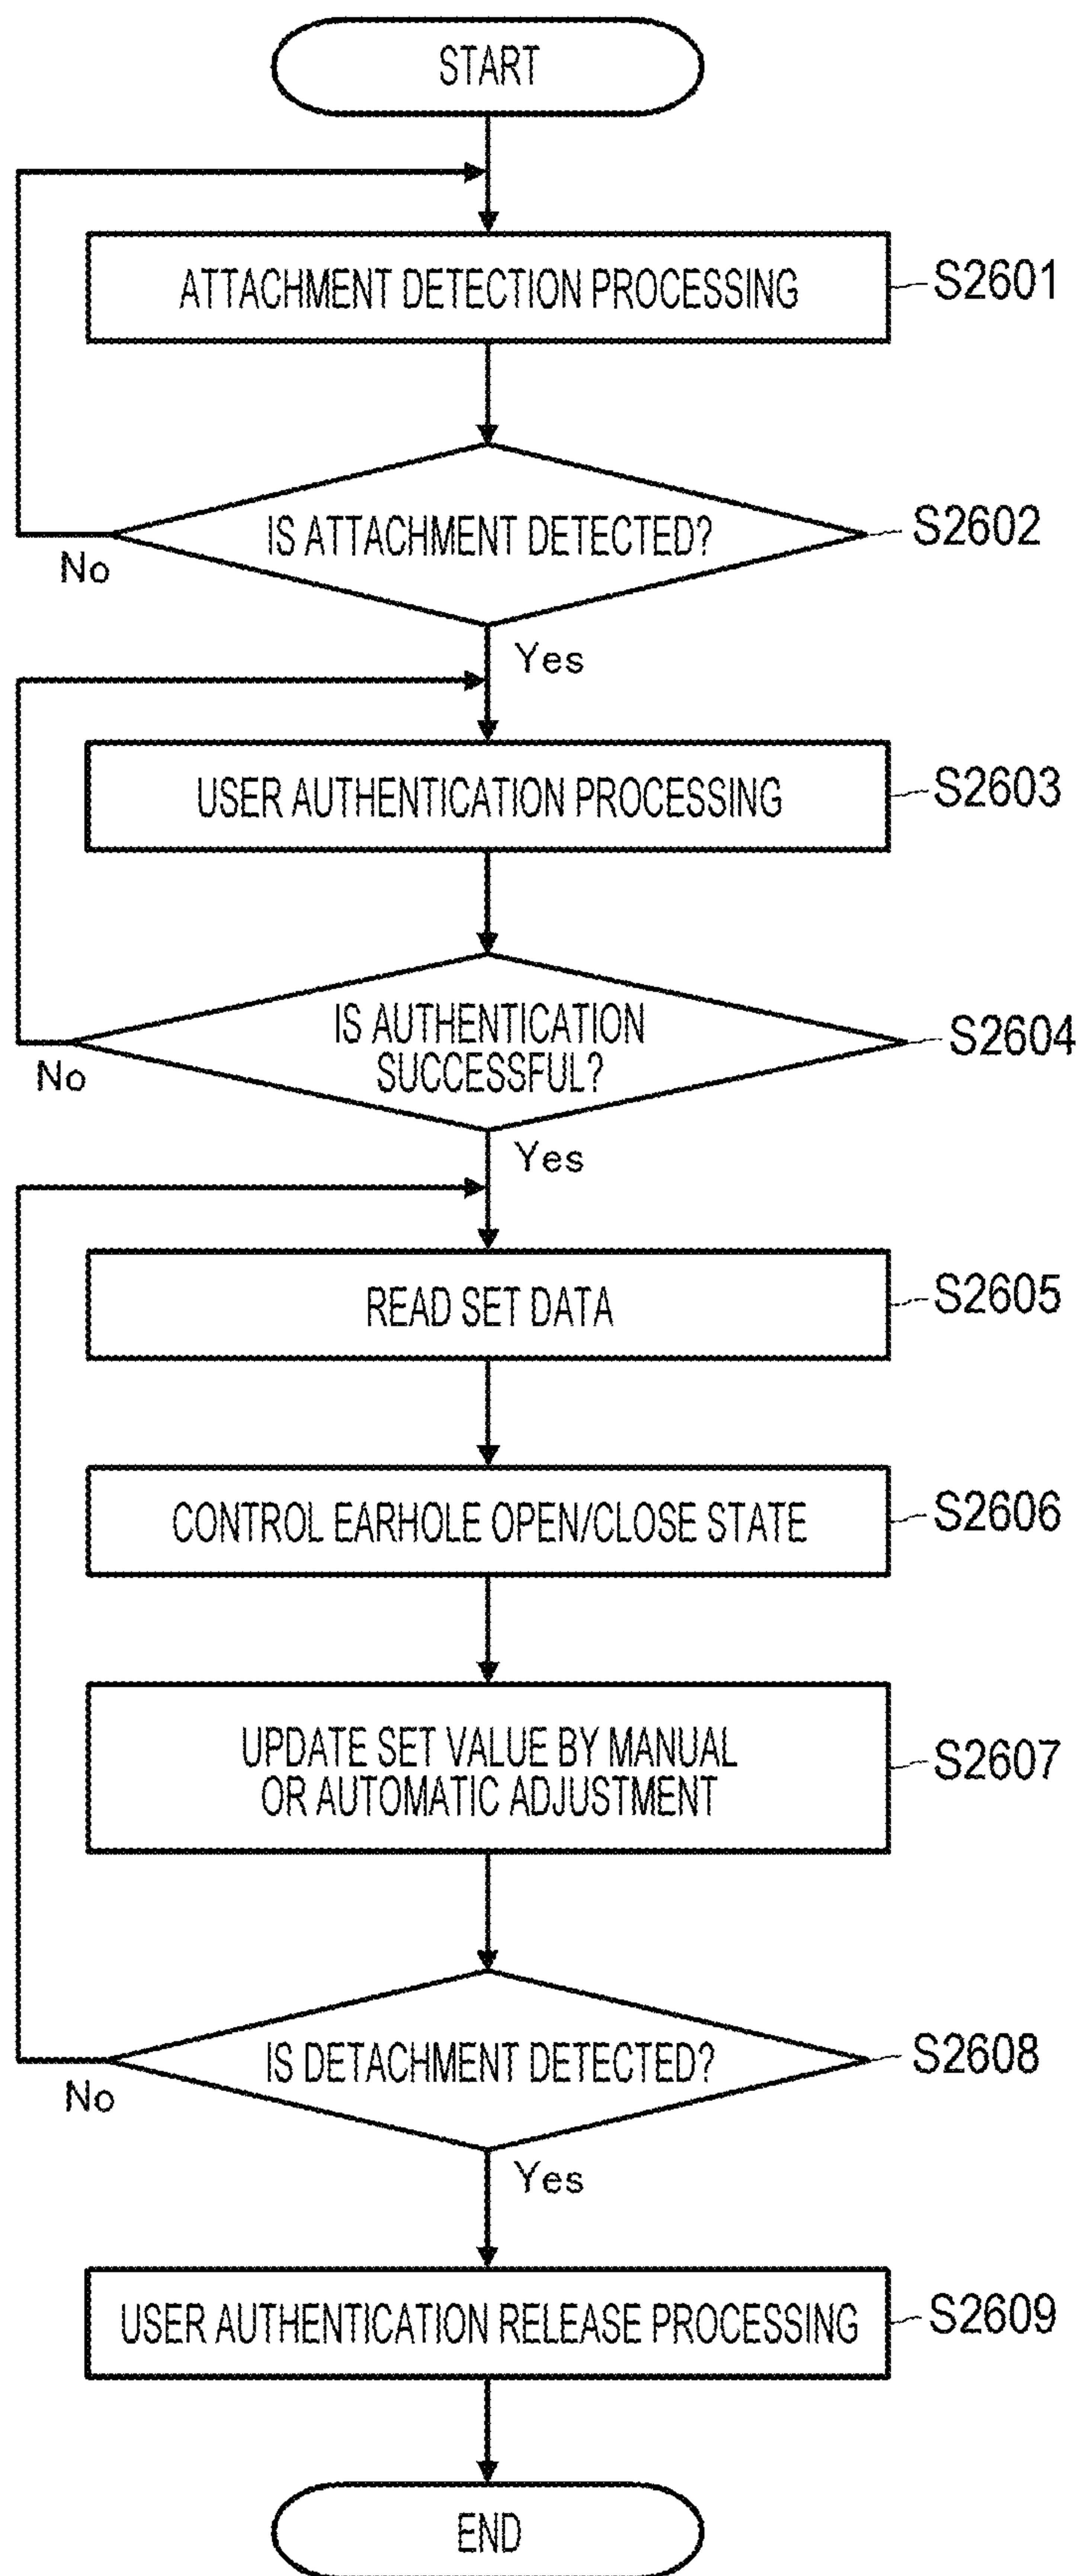 START
ATTACHMENT DETECTION PROCESSING
S2601
IS ATTACHMENT DETECTED?
S2602
No
Yes
USER AUTHENTICATION PROCESSING
S2603
IS AUTHENTICATION
SUCCESSFUL?
S2604
No
Yes
READ SET DATA
S2605
CONTROL EARHOLE OPEN/CLOSE STATE
S2606
UPDATE SET VALUE BY MANUAL
OR AUTOMATIC ADJUSTMENT
S2607
IS DETACHMENT DETECTED?
S2608
No
Yes
USER AUTHENTICATION RELEASE PROCESSING
S2609
END